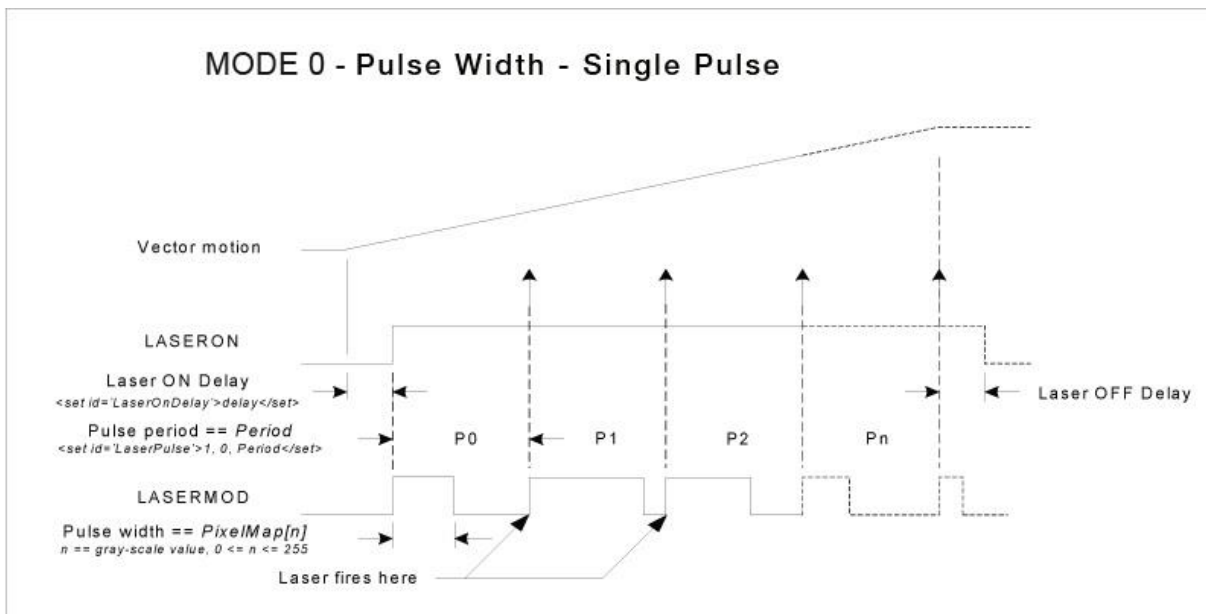 MODE 0 - Pulse Width - Single Pulse
Vector motion
LASERON
Laser ON Delay
<set id='LaserOnDelay'>delay</set>
Laser OFF Delay
Pulse period == Period
<set id='LaserPulse'>1, 0, Period</set>
P0
P1
P2
Pn
LASERMOD
Pulse width == PixelMap[n]
n == gray-scale value, 0 <= n <= 255
Laser fires here